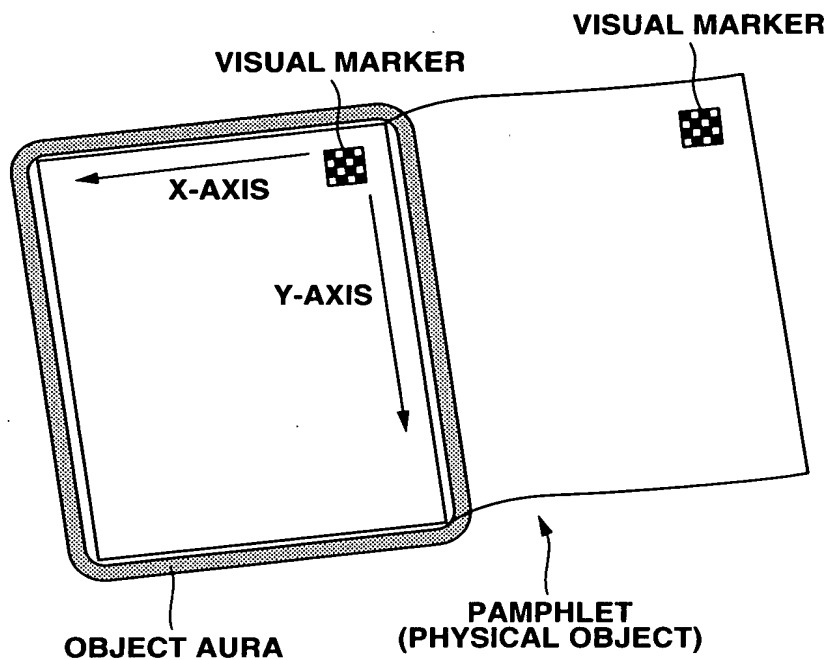 VISUAL MARKER
VISUAL MARKER
X-AXIS
Y-AXIS
PAMPHLET
(PHYSICAL OBJECT)
OBJECT AURA